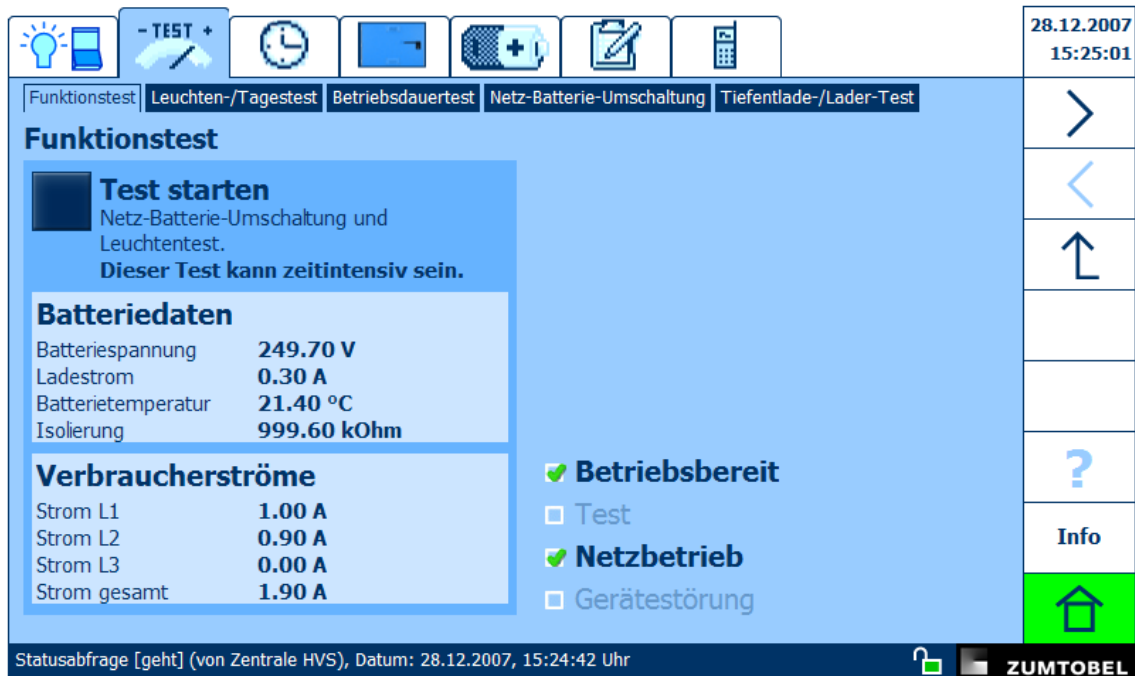 - TEST +
28.12.2007
15:25:01
Funktionstest Leuchten-/Tagestest Betriebsdauertest Netz-Batterie-Umschaltung Tiefentlade-/Lader-Test
Funktionstest
Test starten
Netz-Batterie-Umschaltung und
Leuchtentest.
Dieser Test kann zeitintensiv sein.
Batteriedaten
Batteriespannung 249.70 V
Ladestrom 0.30 A
Batterietemperatur 21.40 °C
Isolierung 999.60 kOhm
Verbraucherströme
Strom L1 1.00 A
Strom L2 0.90 A
Strom L3 0.00 A
Strom gesamt 1.90 A
Betriebsbereit
Test
Netzbetrieb
Gerätestörung
?
Info
Statusabfrage [geht] (von Zentrale HVS), Datum: 28.12.2007, 15:24:42 Uhr
ZUMTOBEL